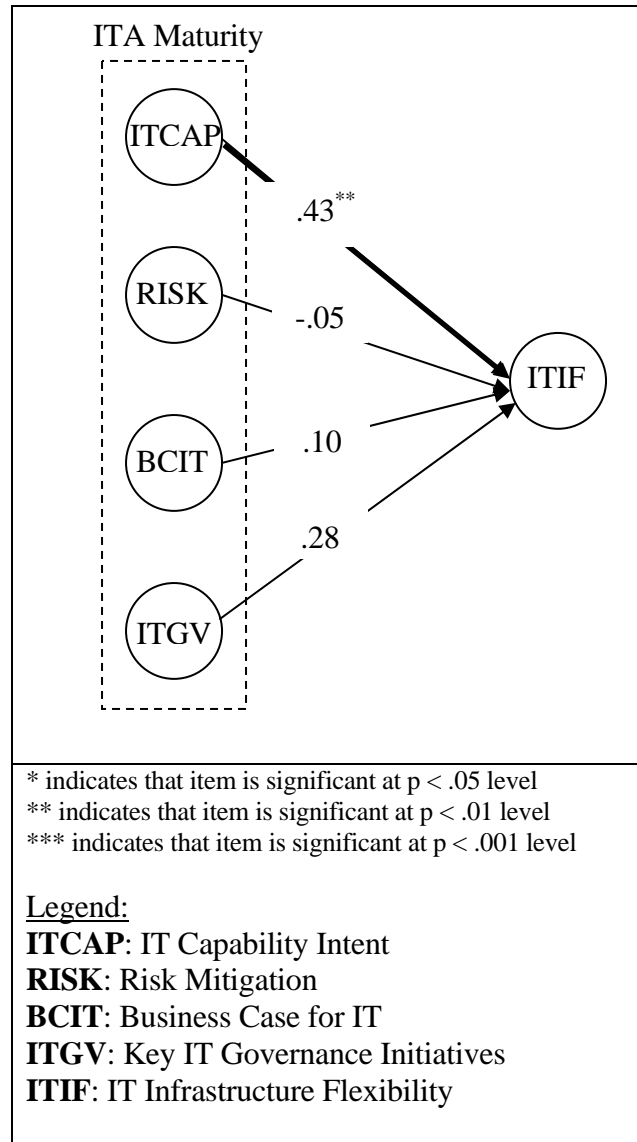 ITA Maturity
ITCAP
.43**
RISK
-.05
ITIF
BCIT
.10
.28
ITGV
* indicates that item is significant at p < .05 level
** indicates that item is significant at p < .01 level
*** indicates that item is significant at p < .001 level
Legend:
ITCAP: IT Capability Intent
RISK: Risk Mitigation
BCIT: Business Case for IT
ITGV: Key IT Governance Initiatives
ITIF: IT Infrastructure Flexibility